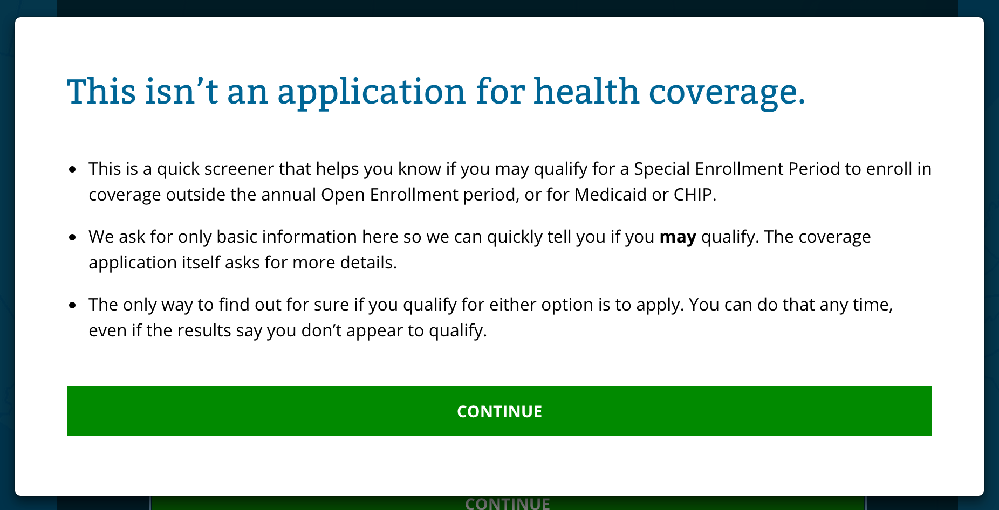 This isn’t an application for health coverage.
• This is a quick screener that helps you know if you may qualify for a Special Enrollment Period to enroll in
coverage outside the annual Open Enrollment period, or for Medicaid or CHIP.
• We ask for only basic information here so we can quickly tell you if you may qualify. The coverage
application itself asks for more details.
• The only way to find out for sure if you qualify for either option is to apply. You can do that any time,
even if the results say you don’t appear to qualify.
CONTINUE
CONTINUE